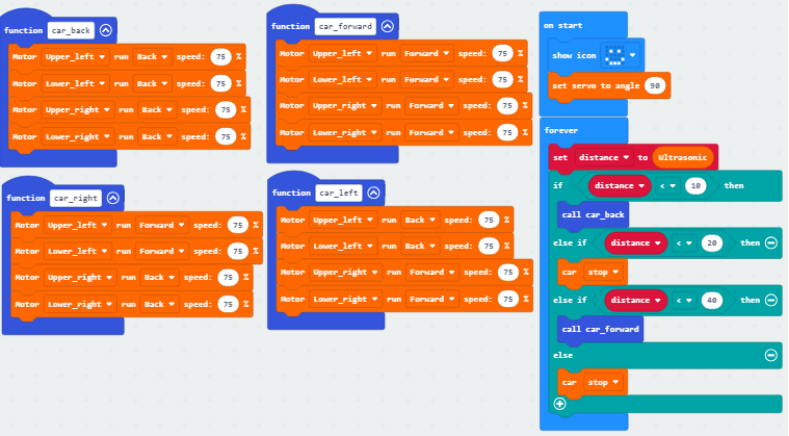 function car_back
Motor Upper_left run Back speed: 75 %
Motor Lower_left run Back speed: 75 %
Motor Upper_right run Back speed: 75 %
Motor Lower_right run Back speed: 75 %
function car_forward
Motor Upper_left run Forward speed: 75 %
Motor Lower_left run Forward speed: 75 %
Motor Upper_right run Forward speed: 75 %
Motor Lower_right run Forward speed: 75 %
function car_right
Motor Upper_left run Forward speed: 75 %
Motor Lower_left run Forward speed: 75 %
Motor Upper_right run Back speed: 75 %
Motor Lower_right run Back speed: 75 %
function car_left
Motor Upper_left run Back speed: 75 %
Motor Lower_left run Back speed: 75 %
Motor Upper_right run Forward speed: 75 %
Motor Lower_right run Forward speed: 75 %
on start
show icon
set servo to angle 90
forever
set distance to Ultrasonic
if distance < 10 then
call car_back
else if distance < 20 then
car stop
else if distance < 40 then
call car_forward
else
car stop